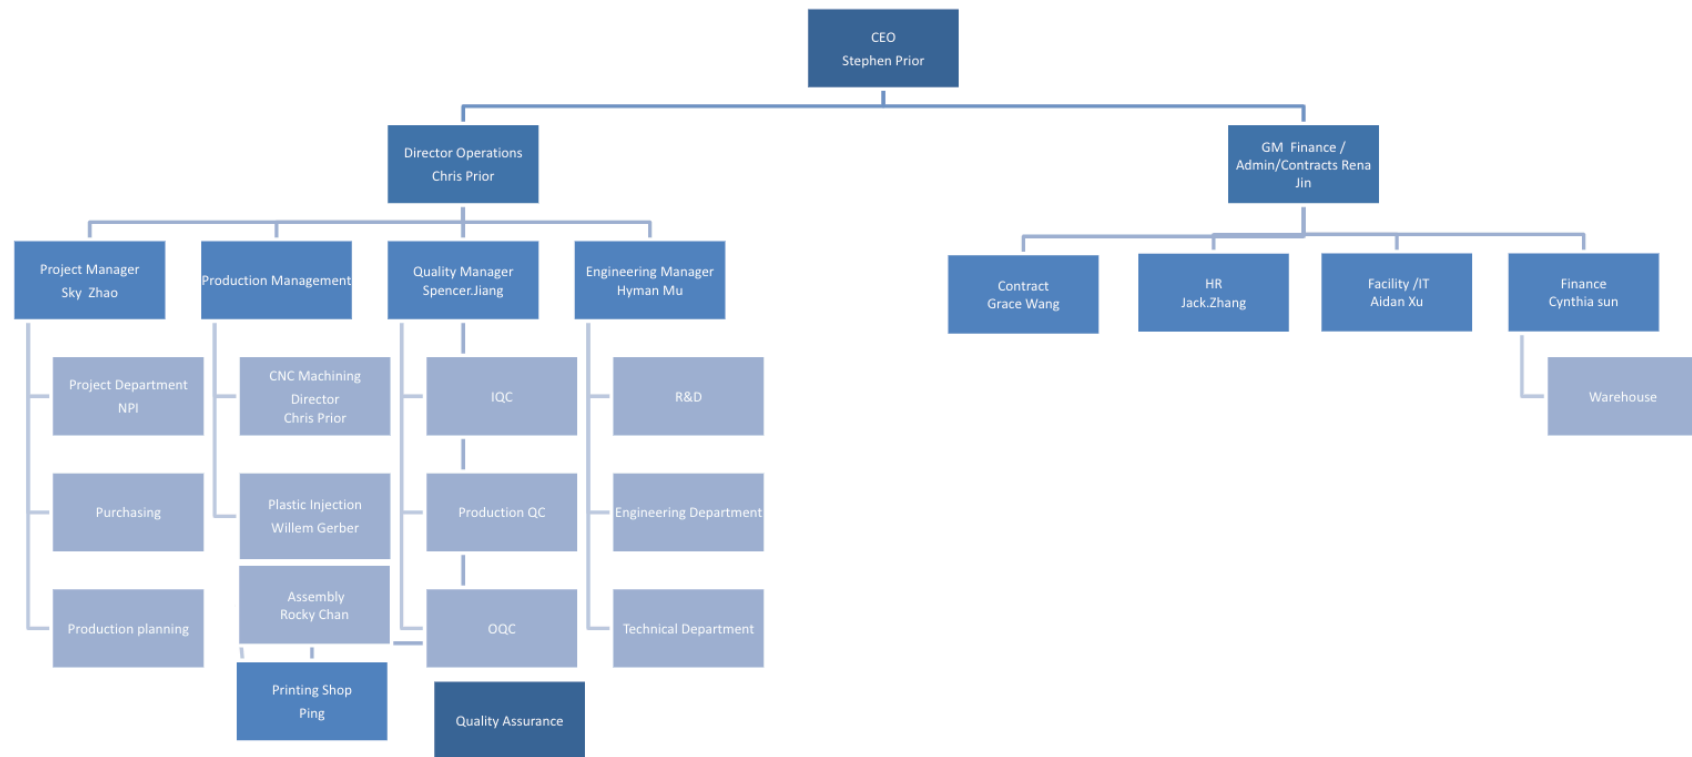 CEO
Stephen Prior
Director Operations
Chris Prior
GM  Finance /
Admin/Contracts Rena
Jin
Project Manager
Sky  Zhao
Production Management
Quality Manager
Spencer.Jiang
Engineering Manager
Hyman Mu
Contract
Grace Wang
HR
Jack.Zhang
Facility /IT
Aidan Xu
Finance
Cynthia sun
Project Department
NPI
CNC Machining
Director
Chris Prior
IQC
R&D
Warehouse
Purchasing
Plastic Injection
Willem Gerber
Production QC
Engineering Department
Assembly
Rocky Chan
Production planning
OQC
Technical Department
Printing Shop
Ping
Quality Assurance